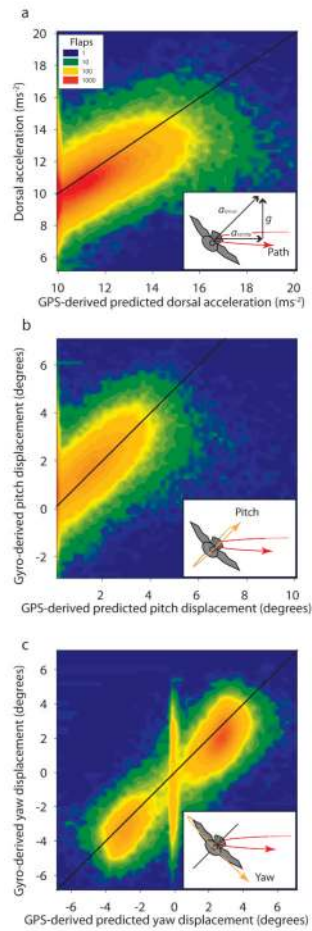 a
Flaps
1
10
100
1000
20
18
16
14
12
10
8
6
Dorsal acceleration (ms-2)
g
Path
10 12 14 16 18 20
GPS-derived predicted dorsal acceleration (ms-2)
b
6
4
2
0
-2
Gyro-derived pitch displacement (degrees)
Pitch
2 4 6 8 10
GPS-derived predicted pitch displacement (degrees)
c
6
4
2
0
-2
-4
-6
Gyro-derived yaw displacement (degrees)
Yaw
-6 -4 -2 0 2 4 6
GPS-derived predicted yaw displacement (degrees)